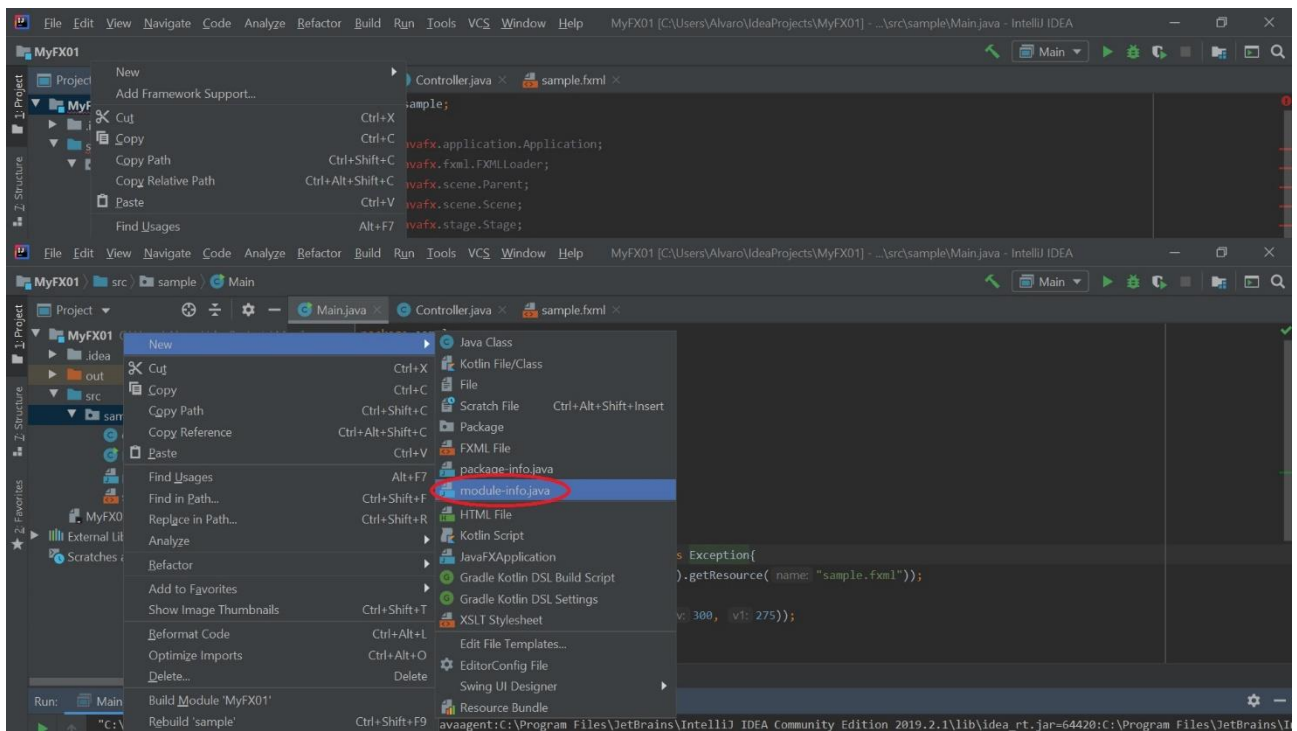 File Edit View Navigate Code Analyze Refactor Build Run Tools VCS Window Help MyFX01 [C:\Users\Alvaro\IdeaProjects\MyFX01] - ...\src\sample\Main.java - IntelliJ IDEA
MyFX01 Main
1: Project
Project Controller.java sample.fxml
New
Add Framework Support...
Cut Ctrl+X
Copy Ctrl+C
Copy Path Ctrl+Shift+C
Copy Relative Path Ctrl+Alt+Shift+C
Paste Ctrl+V
Find Usages Alt+F7
MyF
ample;
vafx.application.Application;
vafx.fxml.FXMLLoader;
vafx.scene.Parent;
vafx.scene.Scene;
vafx.stage.Stage;
Z: Structure
File Edit View Navigate Code Analyze Refactor Build Run Tools VCS Window Help MyFX01 [C:\Users\Alvaro\IdeaProjects\MyFX01] - ...\src\sample\Main.java - IntelliJ IDEA
MyFX01 src sample Main Main
1: Project
Project Main.java Controller.java sample.fxml
MyFX01
.idea
out
src
sam
MyFX0
External Lib
Scratches a
Z: Structure
2: Favorites
New
Cut Ctrl+X
Copy Ctrl+C
Copy Path Ctrl+Shift+C
Copy Reference Ctrl+Alt+Shift+C
Paste Ctrl+V
Find Usages Alt+F7
Find in Path... Ctrl+Shift+F
Replace in Path... Ctrl+Shift+R
Analyze
Refactor
Add to Favorites
Show Image Thumbnails Ctrl+Shift+T
Reformat Code Ctrl+Alt+L
Optimize Imports Ctrl+Alt+O
Delete... Delete
Build Module 'MyFX01'
Rebuild 'sample' Ctrl+Shift+F9
Java Class
Kotlin File/Class
File
Scratch File Ctrl+Alt+Shift+Insert
Package
FXML File
package-info.java
module-info.java
HTML File
Kotlin Script
JavaFXApplication
Gradle Kotlin DSL Build Script
Gradle Kotlin DSL Settings
XSLT Stylesheet
Edit File Templates...
EditorConfig File
Swing UI Designer
Resource Bundle
s Exception{
).getResource( name: "sample.fxml"));
v: 300, v1: 275));
Run: Main
"C:\ avaagent:C:\Program Files\JetBrains\IntelliJ IDEA Community Edition 2019.2.1\lib\idea_rt.jar=64420:C:\Program Files\JetBrains\I